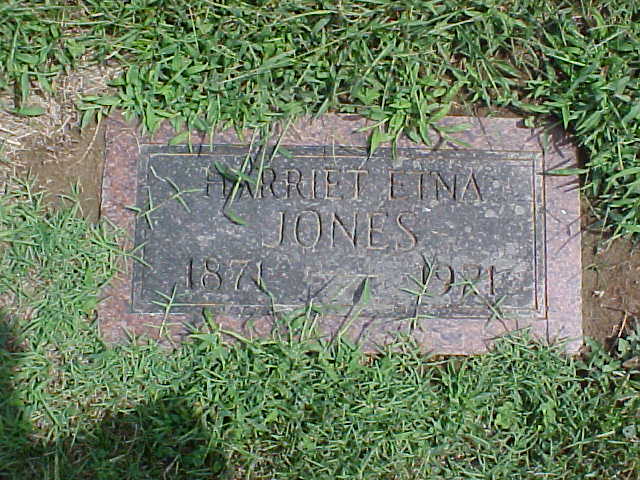 HARRIET ETNA
JONES
1871 - 1921